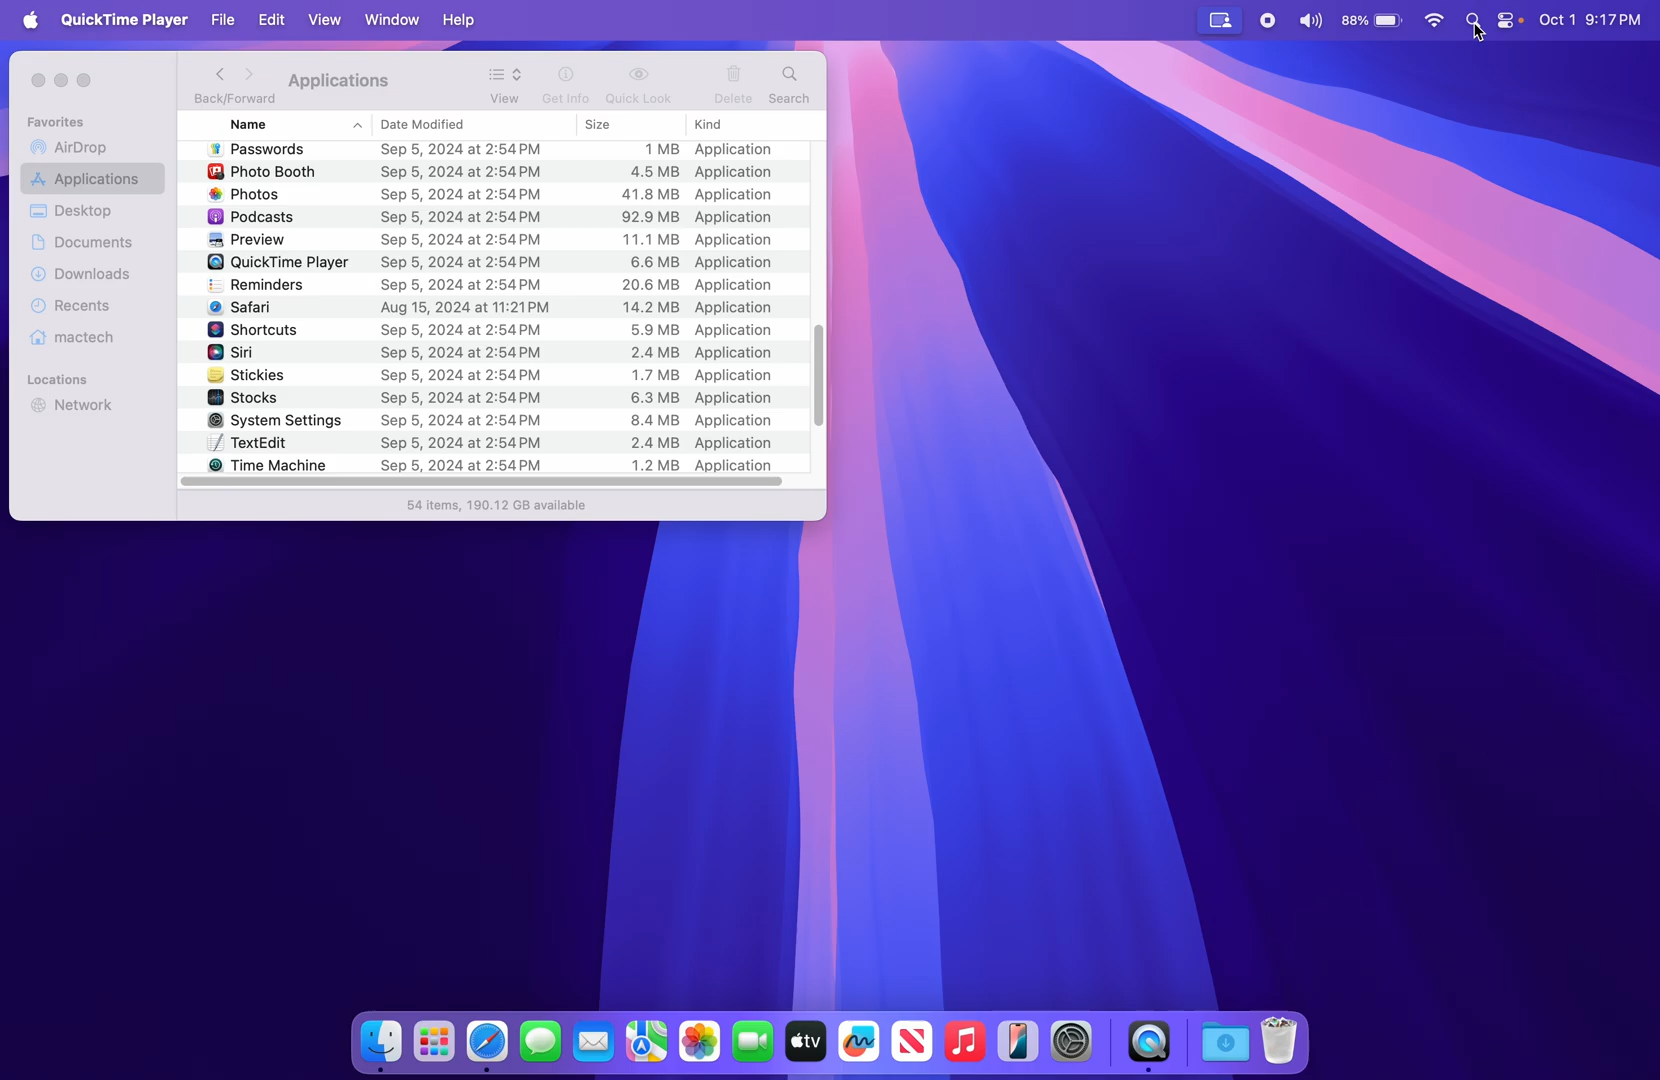 QuickTime Player File Edit View Window Help 88% Oct 1 9:17 PM
Applications
Back/Forward View Get Info Quick Look Delete Search
Favorites
AirDrop
Applications
Desktop
Documents
Downloads
Recents
mactech
Locations
Network
Name Date Modified Size Kind
Passwords Sep 5, 2024 at 2:54 PM 1 MB Application
Photo Booth Sep 5, 2024 at 2:54 PM 4.5 MB Application
Photos Sep 5, 2024 at 2:54 PM 41.8 MB Application
Podcasts Sep 5, 2024 at 2:54 PM 92.9 MB Application
Preview Sep 5, 2024 at 2:54 PM 11.1 MB Application
QuickTime Player Sep 5, 2024 at 2:54 PM 6.6 MB Application
Reminders Sep 5, 2024 at 2:54 PM 20.6 MB Application
Safari Aug 15, 2024 at 11:21 PM 14.2 MB Application
Shortcuts Sep 5, 2024 at 2:54 PM 5.9 MB Application
Siri Sep 5, 2024 at 2:54 PM 2.4 MB Application
Stickies Sep 5, 2024 at 2:54 PM 1.7 MB Application
Stocks Sep 5, 2024 at 2:54 PM 6.3 MB Application
System Settings Sep 5, 2024 at 2:54 PM 8.4 MB Application
TextEdit Sep 5, 2024 at 2:54 PM 2.4 MB Application
Time Machine Sep 5, 2024 at 2:54 PM 1.2 MB Application
54 items, 190.12 GB available
tv